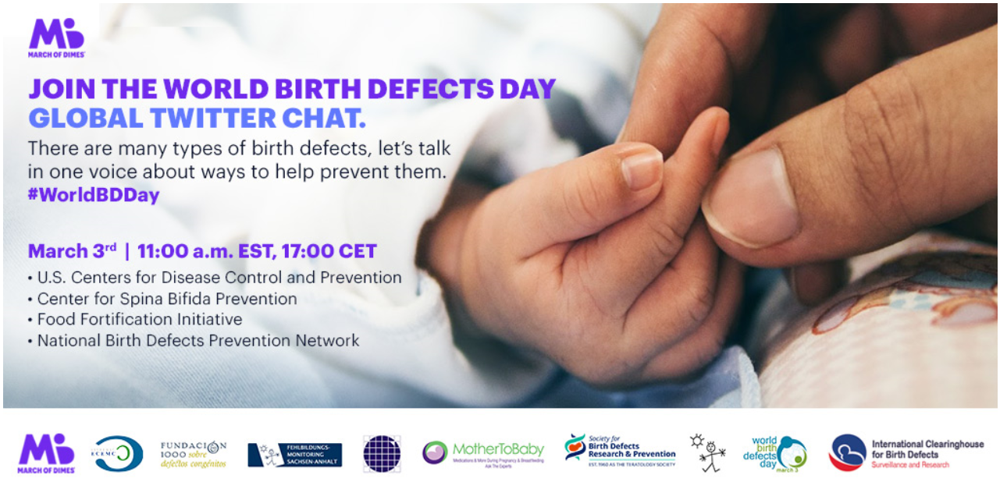 MARCH OF DIMES
JOIN THE WORLD BIRTH DEFECTS DAY
GLOBAL TWITTER CHAT.
There are many types of birth defects, let’s talk
in one voice about ways to help prevent them.
#WorldBDDay
March 3rd | 11:00 a.m. EST, 17:00 CET
• U.S. Centers for Disease Control and Prevention
• Center for Spina Bifida Prevention
• Food Fortification Initiative
• National Birth Defects Prevention Network
MARCH OF DIMES
ECEMC
FUNDACIÓN
1000 sobre
defectos congénitos
FEHLBILDUNGS-
MONITORING
SACHSEN-ANHALT
MotherToBaby
Medications & More During Pregnancy & Breastfeeding
Ask The Experts
Society for
Birth Defects
Research & Prevention
EST. 1960 AS THE TERATOLOGY SOCIETY
world
birth
defects
day
march 3
International Clearinghouse
for Birth Defects
Surveillance and Research